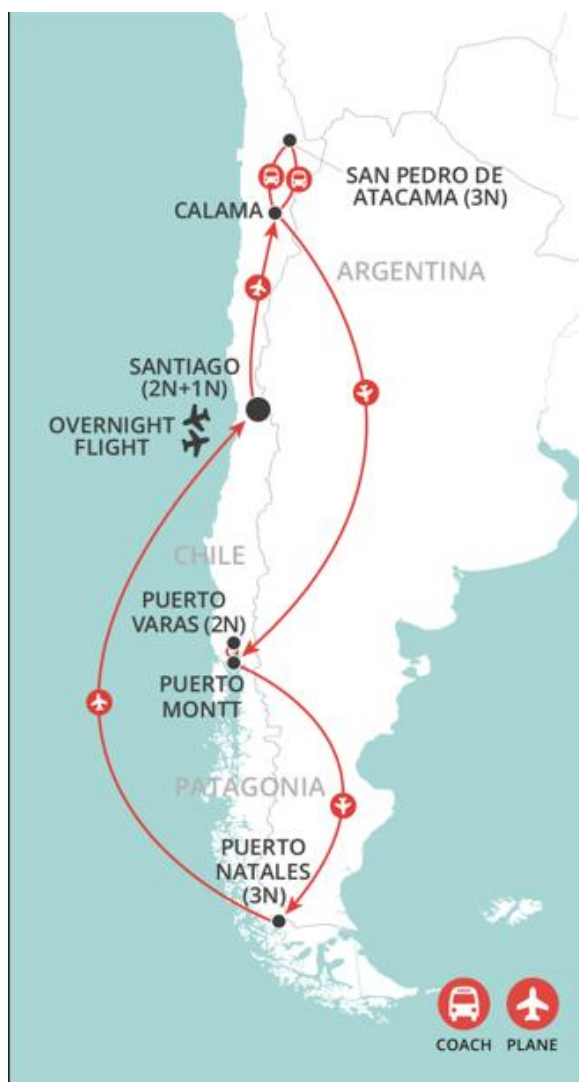 SAN PEDRO DE
ATACAMA (3N)
CALAMA
ARGENTINA
SANTIAGO
(2N+1N)
OVERNIGHT
FLIGHT
CHILE
PUERTO
VARAS (2N)
PUERTO
MONTT
PATAGONIA
PUERTO
NATALES
(3N)
COACH
PLANE